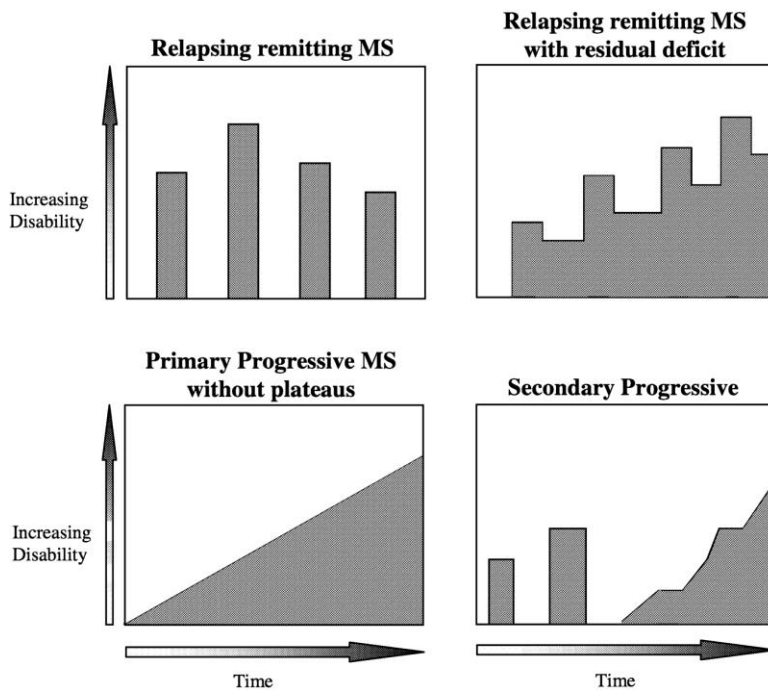 Relapsing remitting MS
Relapsing remitting MS
with residual deficit
Increasing
Disability
Primary Progressive MS
without plateaus
Secondary Progressive
Increasing
Disability
Time
Time